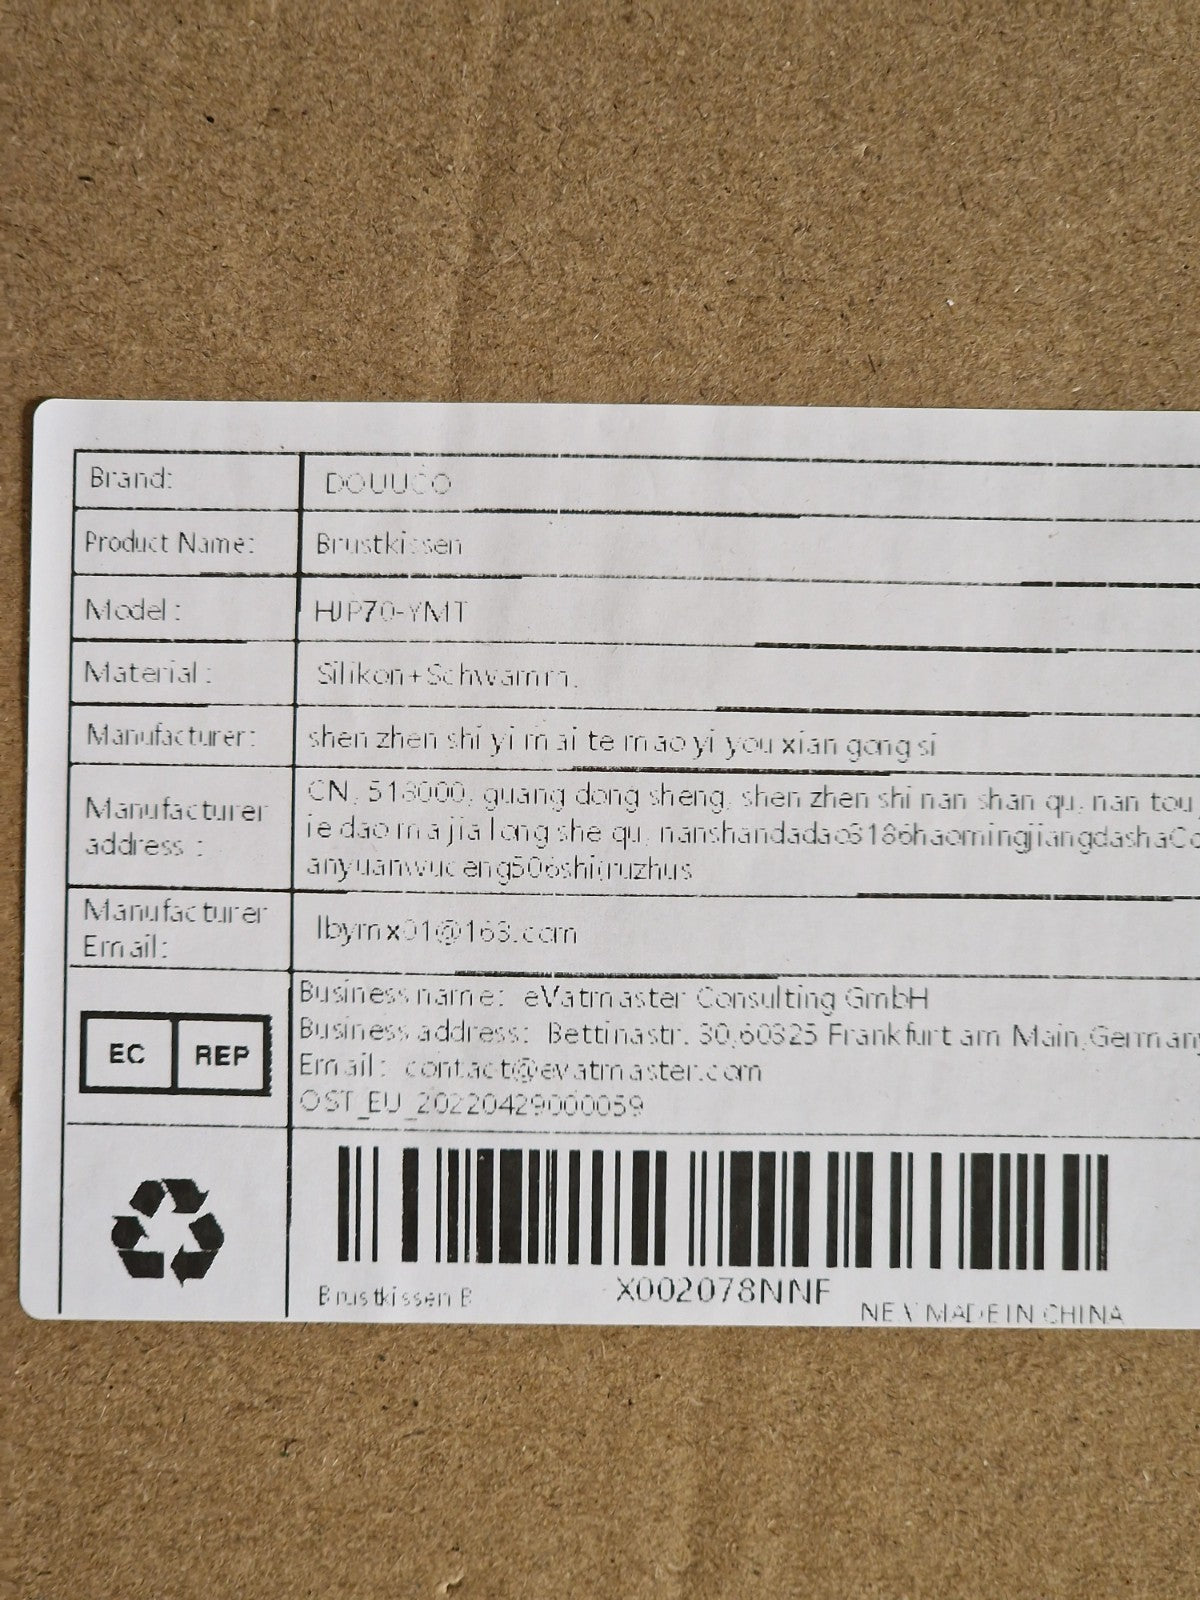 Brand: DOUUCO
Product Name: Brustkissen
Model: HJP70-YMT
Material: Silikon+Schwamm.
Manufacturer: shen zhen shi yi mai te mao yi you xian gong si
Manufacturer address: CN, 518000, guang dong sheng, shen zhen shi nan shan qu, nan tou
ie dao ma jia long she qu, nanshandadao3186haomingjiangdashaCo
Manufacturer Email: lbymx01@163.com
EC REP
Business name: eVatmaster Consulting GmbH
Business address: Bettinastr. 30,60325 Frankfurt am Main,Germany
Email: contact@evatmaster.com
OST_EU_20220429000059
X002078NNF
Brustkissen B
NEW MADE IN CHINA